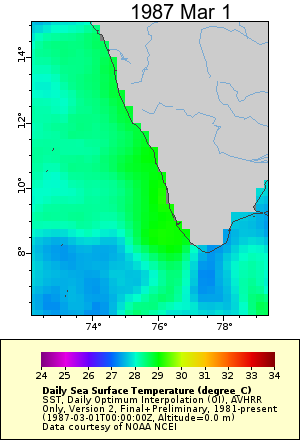 1987 Mar 1
14°
12°
10°
8°
74° 76° 78°
24 25 26 27 28 29 30 31 32 33 34
Daily Sea Surface Temperature (degree_C)
SST, Daily Optimum Interpolation (OI), AVHRR
Only, Version 2, Final+Preliminary, 1981-present
(1987-03-01T00:00:00Z, Altitude=0.0 m)
Data courtesy of NOAA NCEI